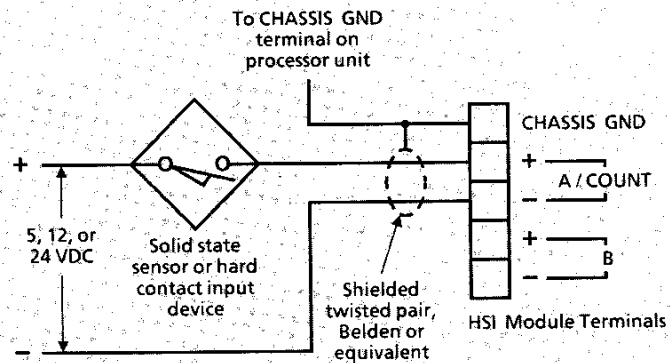 To CHASSIS GND
terminal on
processor unit
CHASSIS GND
+
+
A / COUNT
–
5, 12, or
24 VDC
Solid state
sensor or hard
contact input
device
+
B
–
Shielded
twisted pair,
Belden or
equivalent
HSI Module Terminals
–